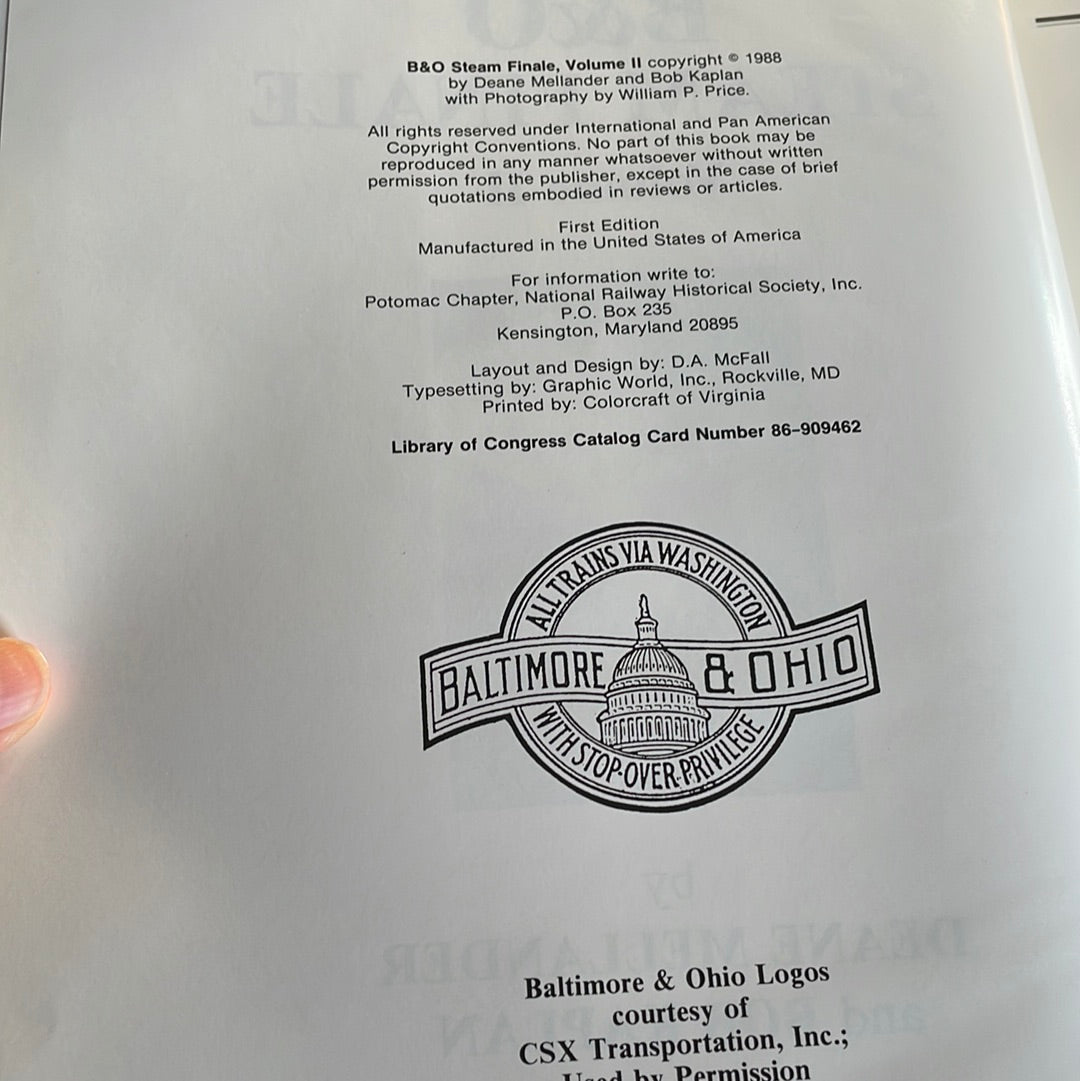 B&O Steam Finale, Volume II copyright © 1988
by Deane Mellander and Bob Kaplan
with Photography by William P. Price.
All rights reserved under International and Pan American
Copyright Conventions. No part of this book may be
reproduced in any manner whatsoever without written
permission from the publisher, except in the case of brief
quotations embodied in reviews or articles.
First Edition
Manufactured in the United States of America
For information write to:
Potomac Chapter, National Railway Historical Society, Inc.
P.O. Box 235
Kensington, Maryland 20895
Layout and Design by: D.A. McFall
Typesetting by: Graphic World, Inc., Rockville, MD
Printed by: Colorcraft of Virginia
Library of Congress Catalog Card Number 86-909462
ALL TRAINS VIA WASHINGTON
BALTIMORE & OHIO
WITH STOP-OVER-PRIVILEGE
Baltimore & Ohio Logos
courtesy of
CSX Transportation, Inc.;
Used by Permission